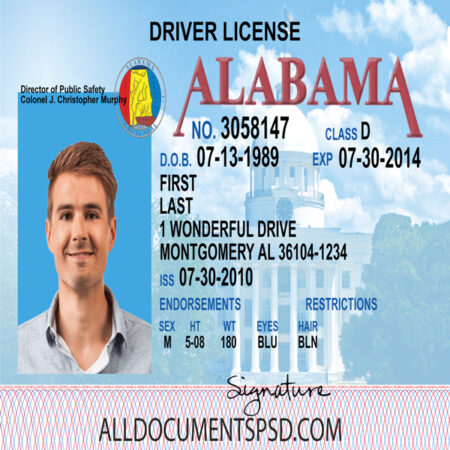 DRIVER LICENSE
ALABAMA
Director of Public Safety
Colonel J. Christopher Murphy
NO. 3058147 CLASS D
D.O.B. 07-13-1989 EXP 07-30-2014
FIRST
LAST
1 WONDERFUL DRIVE
MONTGOMERY AL 36104-1234
ISS 07-30-2010
ENDORSEMENTS RESTRICTIONS
SEX HT WT EYES HAIR
M 5-08 180 BLU BLN
Signature
ALLDOCUMENTSPSD.COM